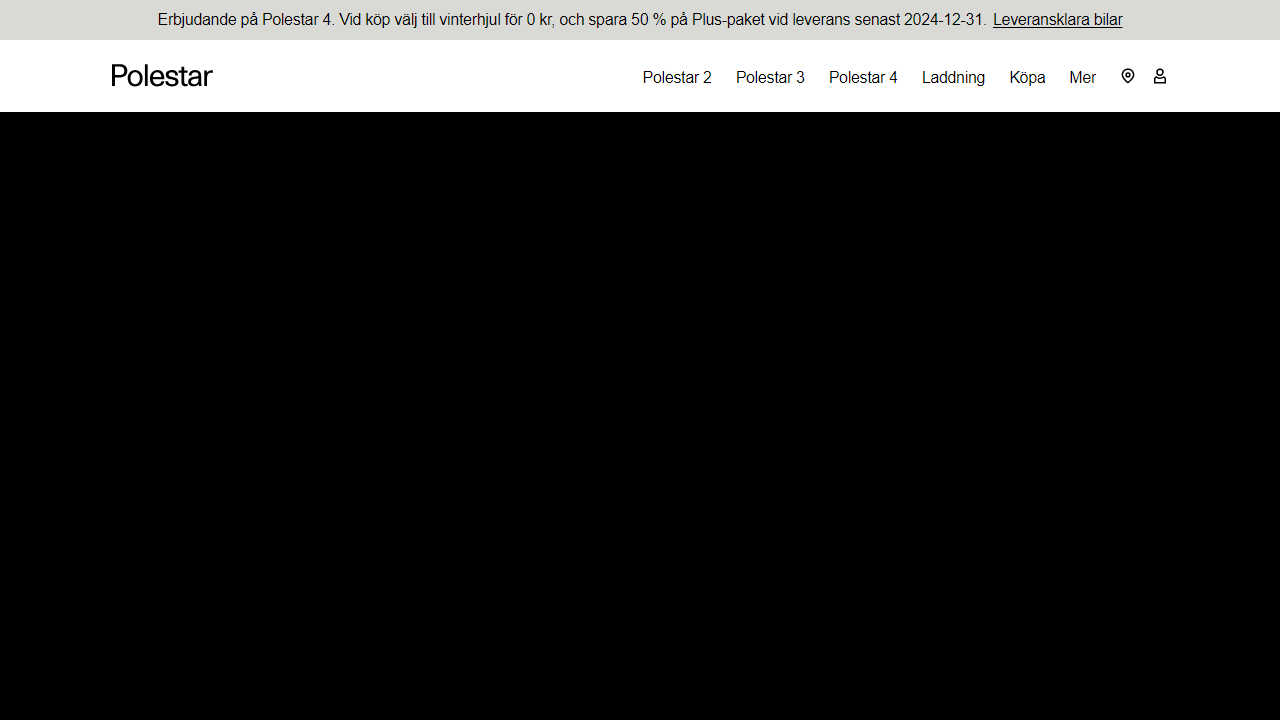 Erbjudande på Polestar 4. Vid köp välj till vinterhjul för 0 kr, och spara 50 % på Plus-paket vid leverans senast 2024-12-31. Leveransklara bilar
Polestar Polestar 2 Polestar 3 Polestar 4 Laddning Köpa Mer